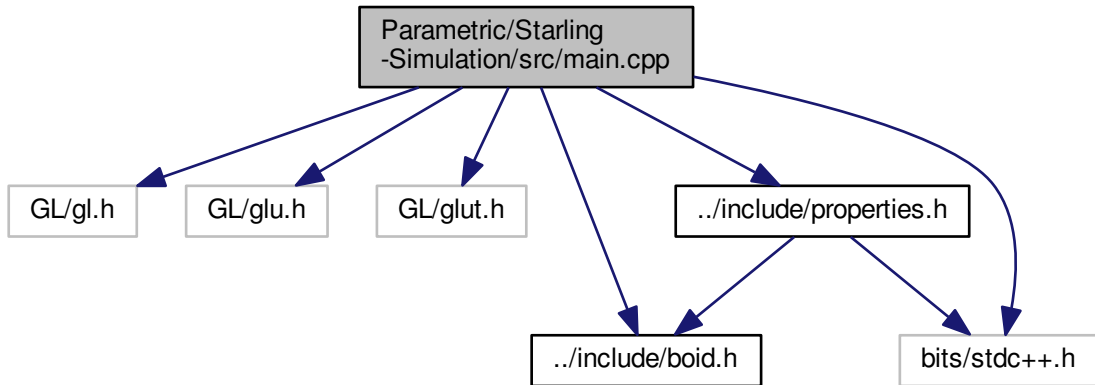 Parametric/Starling
-Simulation/src/main.cpp
GL/gl.h
GL/glu.h
GL/glut.h
../include/properties.h
../include/boid.h
bits/stdc++.h